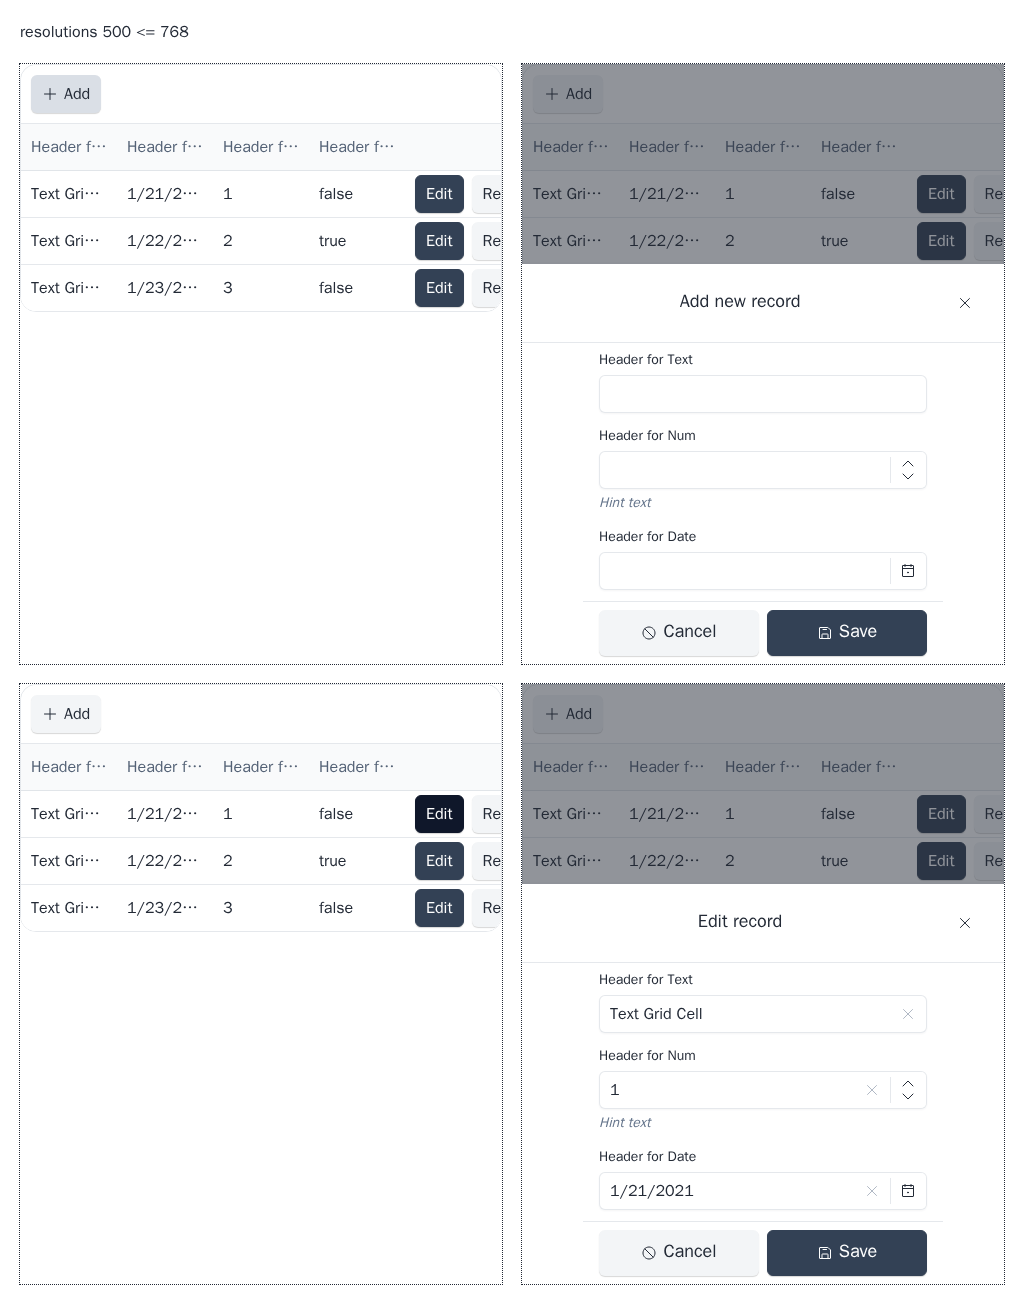 resolutions 500 <= 768
Add
Header f··· Header f··· Header f··· Header f···
Text Gri··· 1/21/2··· 1 false Edit Re
Text Gri··· 1/22/2··· 2 true Edit Re
Text Gri··· 1/23/2··· 3 false Edit Re
Add
Header f··· Header f··· Header f··· Header f···
Text Gri··· 1/21/2··· 1 false Edit Re
Text Gri··· 1/22/2··· 2 true Edit Re
Add new record
Header for Text
Header for Num
Hint text
Header for Date
Cancel Save
Add
Header f··· Header f··· Header f··· Header f···
Text Gri··· 1/21/2··· 1 false Edit Re
Text Gri··· 1/22/2··· 2 true Edit Re
Text Gri··· 1/23/2··· 3 false Edit Re
Add
Header f··· Header f··· Header f··· Header f···
Text Gri··· 1/21/2··· 1 false Edit Re
Text Gri··· 1/22/2··· 2 true Edit Re
Edit record
Header for Text
Text Grid Cell
Header for Num
1
Hint text
Header for Date
1/21/2021
Cancel Save